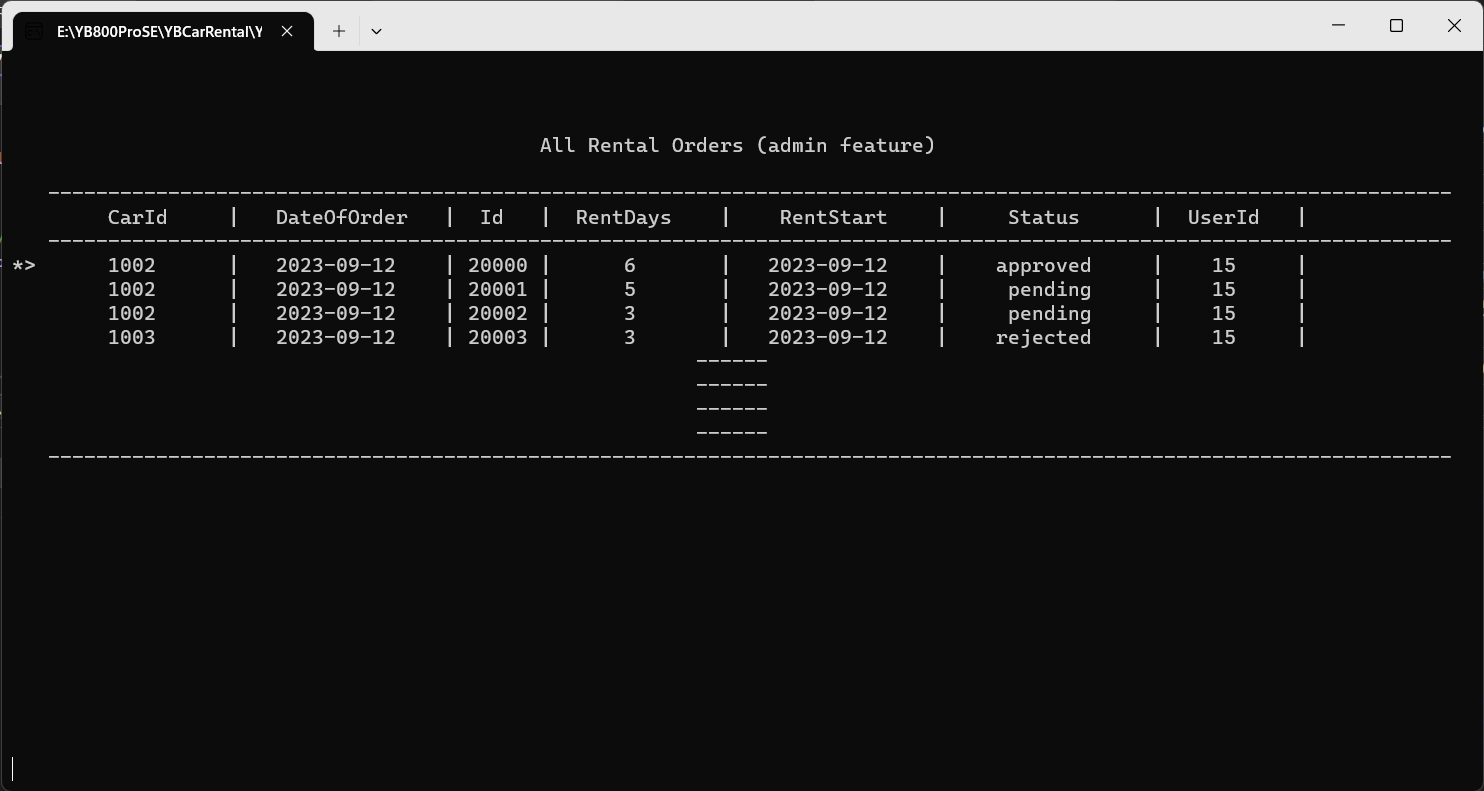 E:\YB800ProSE\YBCarRental\Y
All Rental Orders (admin feature)
---------------------------------------------------------------------------------------------------------------------
CarId | DateOfOrder | Id | RentDays | RentStart | Status | UserId |
---------------------------------------------------------------------------------------------------------------------
*> 1002 | 2023-09-12 | 20000 | 6 | 2023-09-12 | approved | 15 |
1002 | 2023-09-12 | 20001 | 5 | 2023-09-12 | pending | 15 |
1002 | 2023-09-12 | 20002 | 3 | 2023-09-12 | pending | 15 |
1003 | 2023-09-12 | 20003 | 3 | 2023-09-12 | rejected | 15 |
------
------
------
------
---------------------------------------------------------------------------------------------------------------------